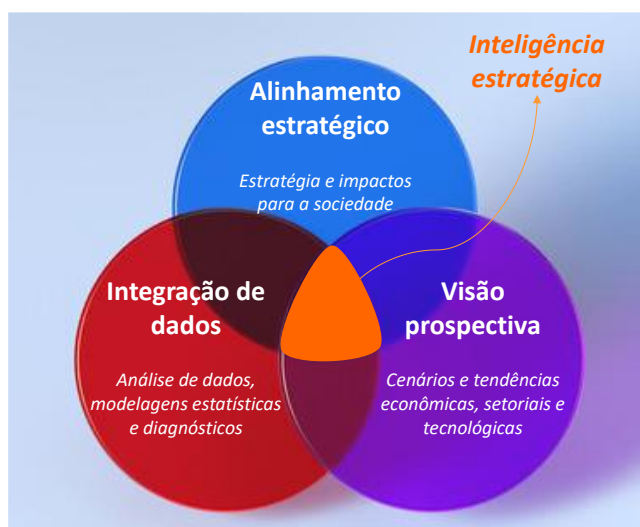 Inteligência
estratégica
Alinhamento
estratégico
Estratégia e impactos
para a sociedade
Integração de
dados
Análise de dados,
modelagens estatísticas
e diagnósticos
Visão
prospectiva
Cenários e tendências
econômicas, setoriais e
tecnológicas